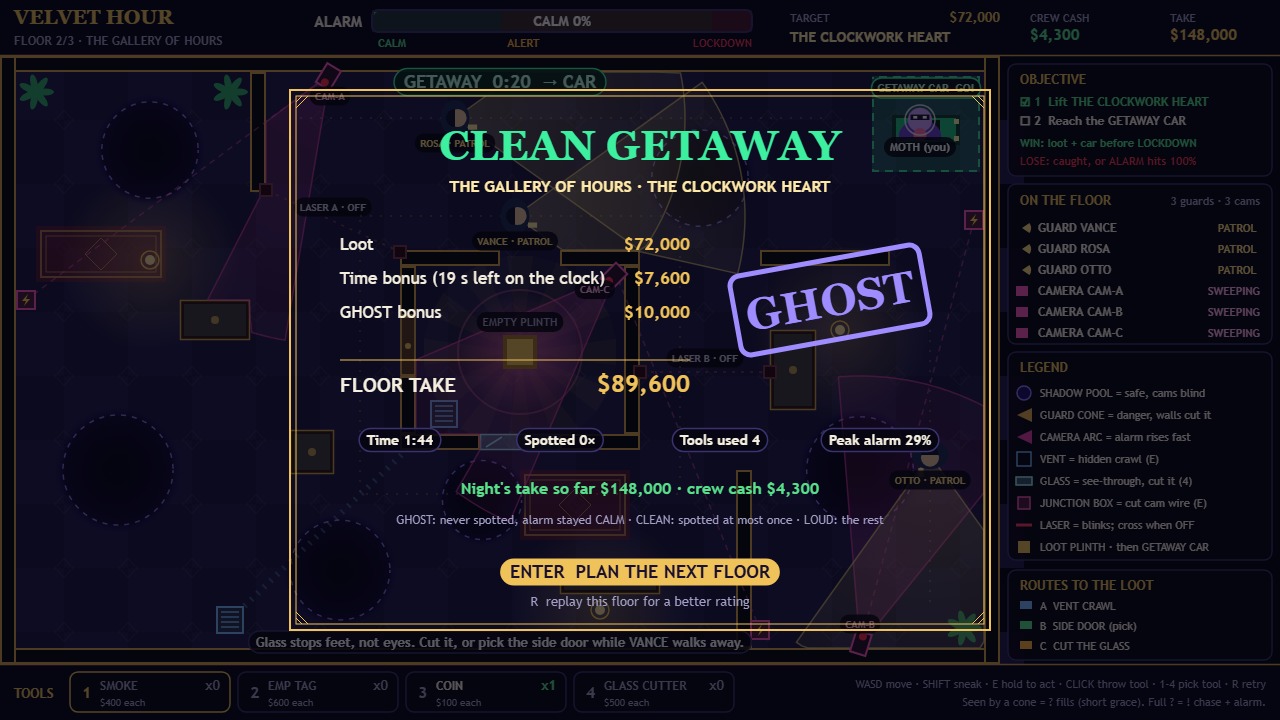 VELVET HOUR
FLOOR 2/3 · THE GALLERY OF HOURS
ALARM
CALM 0%
CALM
ALERT
LOCKDOWN
TARGET
$72,000
THE CLOCKWORK HEART
CREW CASH
$4,300
TAKE
$148,000
GETAWAY 0:20 → CAR
GETAWAY CAR GO!
MOTH (you)
CAM-A
ROSA · PATROL
CLEAN GETAWAY
THE GALLERY OF HOURS · THE CLOCKWORK HEART
LASER A · OFF
VANCE · PATROL
Loot
$72,000
Time bonus (19 s left on the clock)
$7,600
CAM-C
GHOST bonus
$10,000
EMPTY PLINTH
GHOST
LASER B · OFF
FLOOR TAKE
$89,600
Time 1:44
Spotted 0×
Tools used 4
Peak alarm 29%
OTTO · PATROL
Night's take so far $148,000 · crew cash $4,300
GHOST: never spotted, alarm stayed CALM · CLEAN: spotted at most once · LOUD: the rest
ENTER PLAN THE NEXT FLOOR
R replay this floor for a better rating
CAM-B
Glass stops feet, not eyes. Cut it, or pick the side door while VANCE walks away.
OBJECTIVE
☑ 1 Lift THE CLOCKWORK HEART
☐ 2 Reach the GETAWAY CAR
WIN: loot + car before LOCKDOWN
LOSE: caught, or ALARM hits 100%
ON THE FLOOR
3 guards · 3 cams
GUARD VANCE
PATROL
GUARD ROSA
PATROL
GUARD OTTO
PATROL
CAMERA CAM-A
SWEEPING
CAMERA CAM-B
SWEEPING
CAMERA CAM-C
SWEEPING
LEGEND
SHADOW POOL = safe, cams blind
GUARD CONE = danger, walls cut it
CAMERA ARC = alarm rises fast
VENT = hidden crawl (E)
GLASS = see-through, cut it (4)
JUNCTION BOX = cut cam wire (E)
LASER = blinks; cross when OFF
LOOT PLINTH · then GETAWAY CAR
ROUTES TO THE LOOT
A VENT CRAWL
B SIDE DOOR (pick)
C CUT THE GLASS
TOOLS
1 SMOKE x0
$400 each
2 EMP TAG x0
$600 each
3 COIN x1
$100 each
4 GLASS CUTTER x0
$500 each
WASD move · SHIFT sneak · E hold to act · CLICK throw tool · 1-4 pick tool · R retry
Seen by a cone = ? fills (short grace). Full ? = ! chase + alarm.